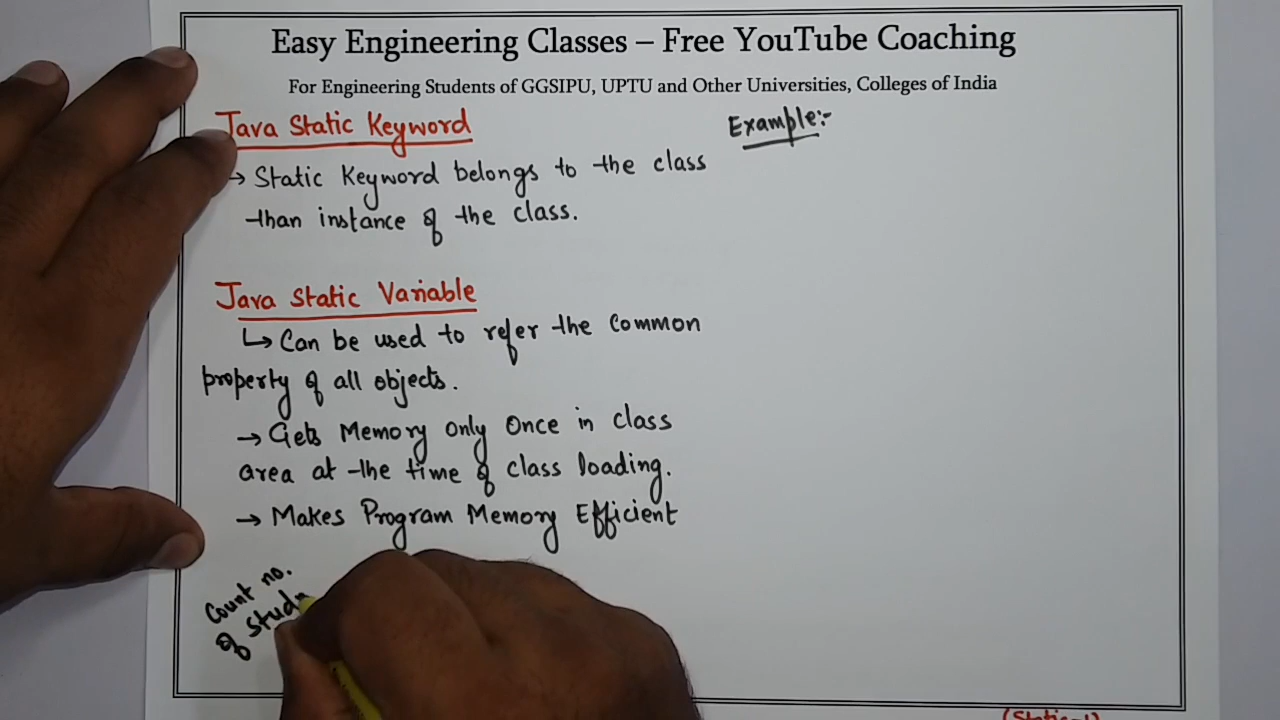 Easy Engineering Classes – Free YouTube Coaching
For Engineering Students of GGSIPU, UPTU and Other Universities, Colleges of India
Java Static Keyword
→ Static Keyword belongs to the class
than instance of the class.
Java Static Variable
↳ Can be used to refer the Common
property of all objects.
→ Gets Memory Only Once in class
area at the time of class loading.
→ Makes Program Memory Efficient
Count no.
of
Example:-